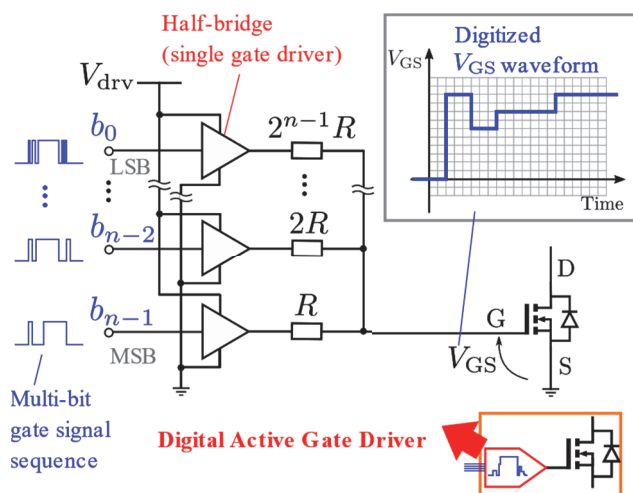 Half-bridge
(single gate driver)
V_drv
b_0
LSB
2^{n-1}R
b_{n-2}
2R
b_{n-1}
MSB
R
Multi-bit
gate signal
sequence
Digitized
V_GS waveform
V_GS
Time
D
G
S
V_GS
Digital Active Gate Driver